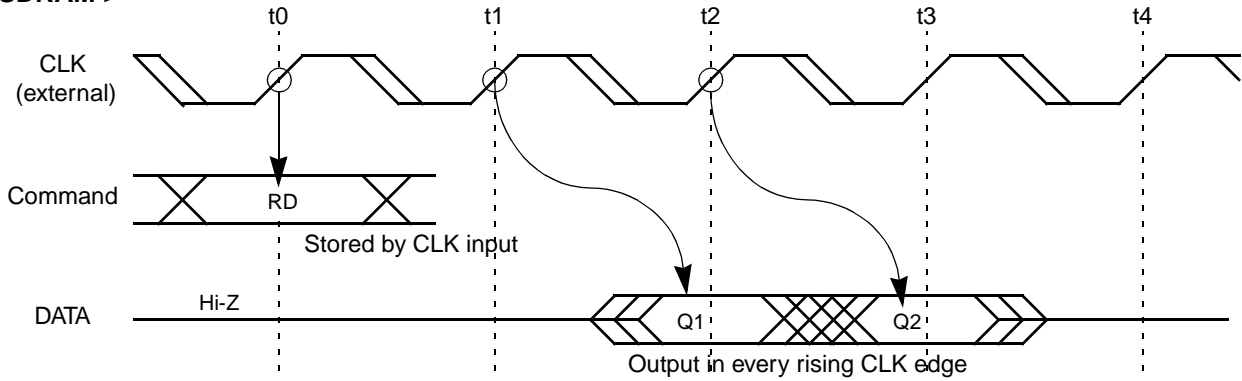 t0 t1 t2 t3 t4
CLK
(external)
Command
RD
Stored by CLK input
DATA
Hi-Z
Q1
Q2
Output in every rising CLK edge